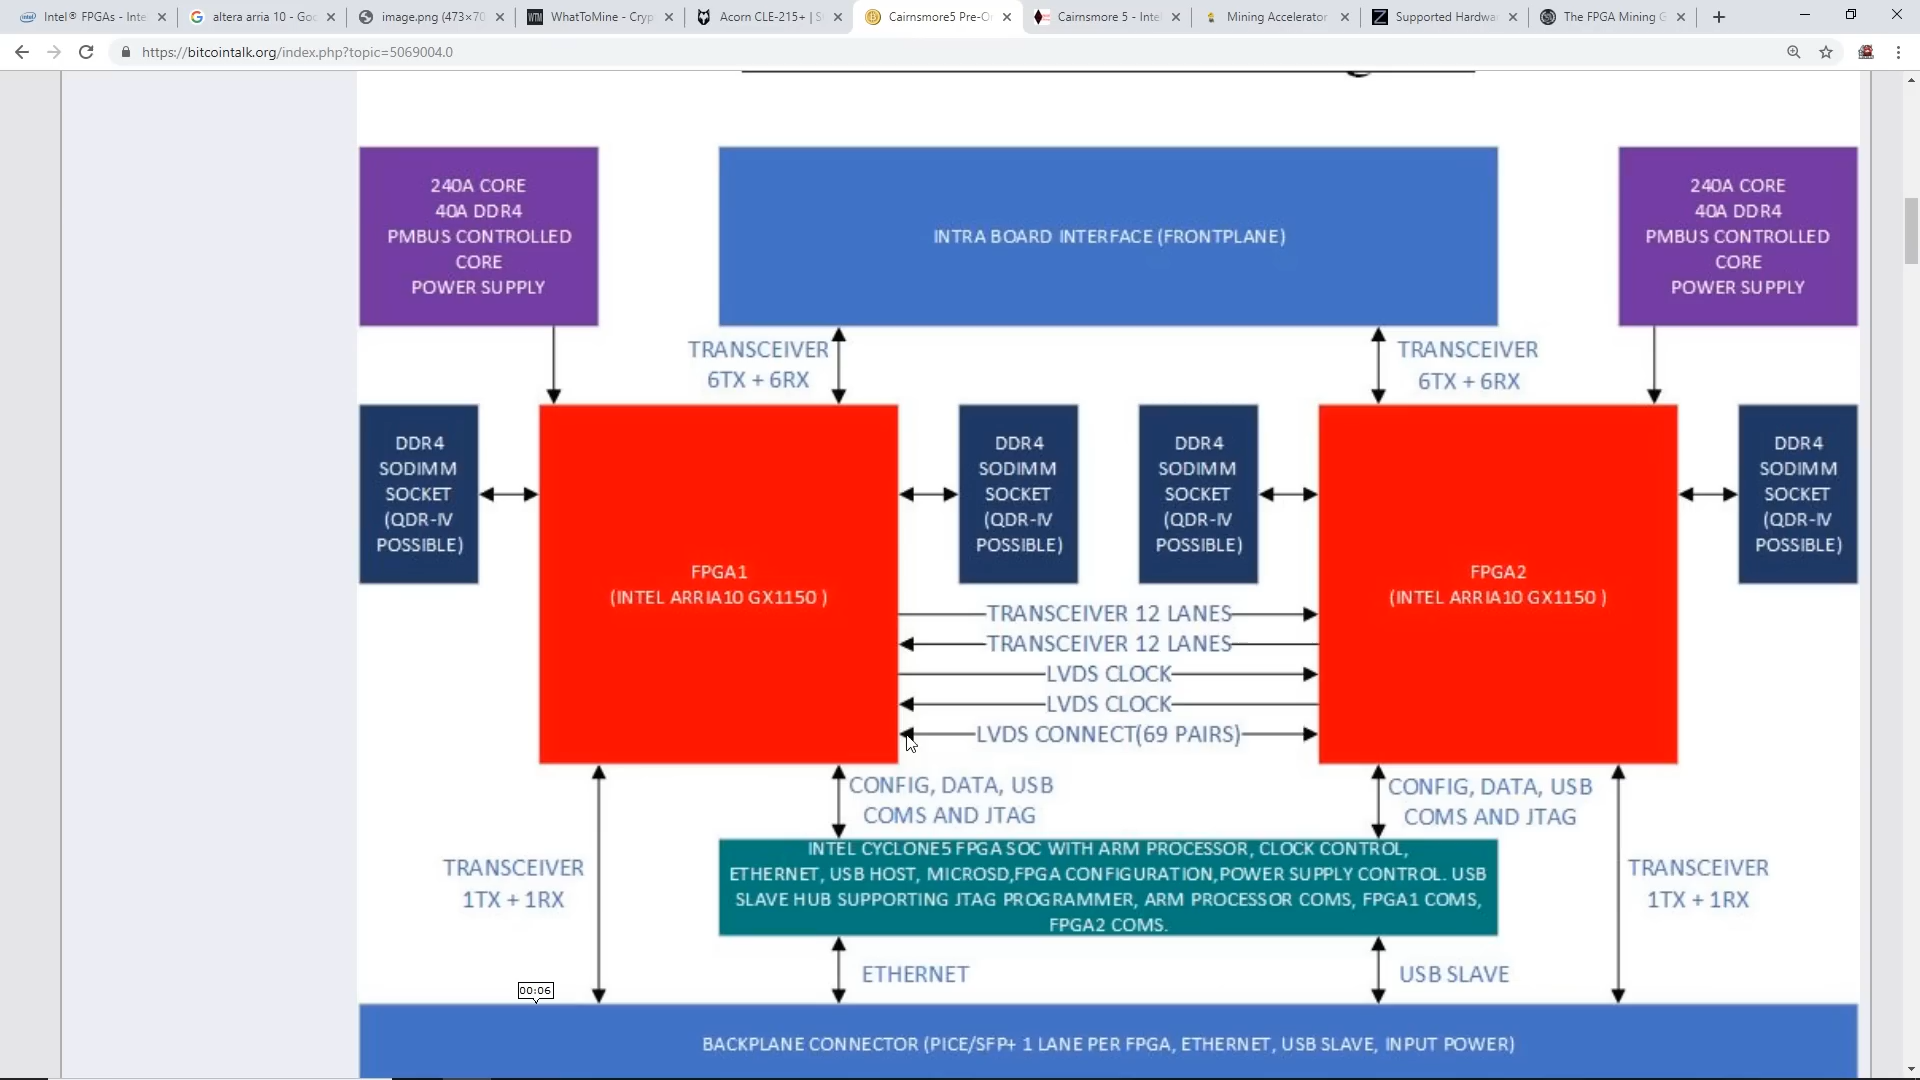 Intel® FPGAs - Inte
altera arria 10 - Goo
image.png (473×70
WhatToMine - Cryp
Acorn CLE-215+ | S
Cairnsmore5 Pre-O
Cairnsmore 5 - Inte
Mining Accelerator
Supported Hardwa
The FPGA Mining G
https://bitcointalk.org/index.php?topic=5069004.0
240A CORE
40A DDR4
PMBUS CONTROLLED
CORE
POWER SUPPLY
INTRA BOARD INTERFACE (FRONTPLANE)
240A CORE
40A DDR4
PMBUS CONTROLLED
CORE
POWER SUPPLY
TRANSCEIVER
6TX + 6RX
TRANSCEIVER
6TX + 6RX
DDR4
SODIMM
SOCKET
(QDR-IV
POSSIBLE)
FPGA1
(INTEL ARRIA10 GX1150 )
DDR4
SODIMM
SOCKET
(QDR-IV
POSSIBLE)
DDR4
SODIMM
SOCKET
(QDR-IV
POSSIBLE)
FPGA2
(INTEL ARRIA10 GX1150 )
DDR4
SODIMM
SOCKET
(QDR-IV
POSSIBLE)
TRANSCEIVER 12 LANES
TRANSCEIVER 12 LANES
LVDS CLOCK
LVDS CLOCK
LVDS CONNECT(69 PAIRS)
CONFIG, DATA, USB
COMS AND JTAG
CONFIG, DATA, USB
COMS AND JTAG
TRANSCEIVER
1TX + 1RX
INTEL CYCLONE5 FPGA SOC WITH ARM PROCESSOR, CLOCK CONTROL,
ETHERNET, USB HOST, MICROSD,FPGA CONFIGURATION,POWER SUPPLY CONTROL. USB
SLAVE HUB SUPPORTING JTAG PROGRAMMER, ARM PROCESSOR COMS, FPGA1 COMS,
FPGA2 COMS.
TRANSCEIVER
1TX + 1RX
ETHERNET
USB SLAVE
00:06
BACKPLANE CONNECTOR (PICE/SFP+ 1 LANE PER FPGA, ETHERNET, USB SLAVE, INPUT POWER)